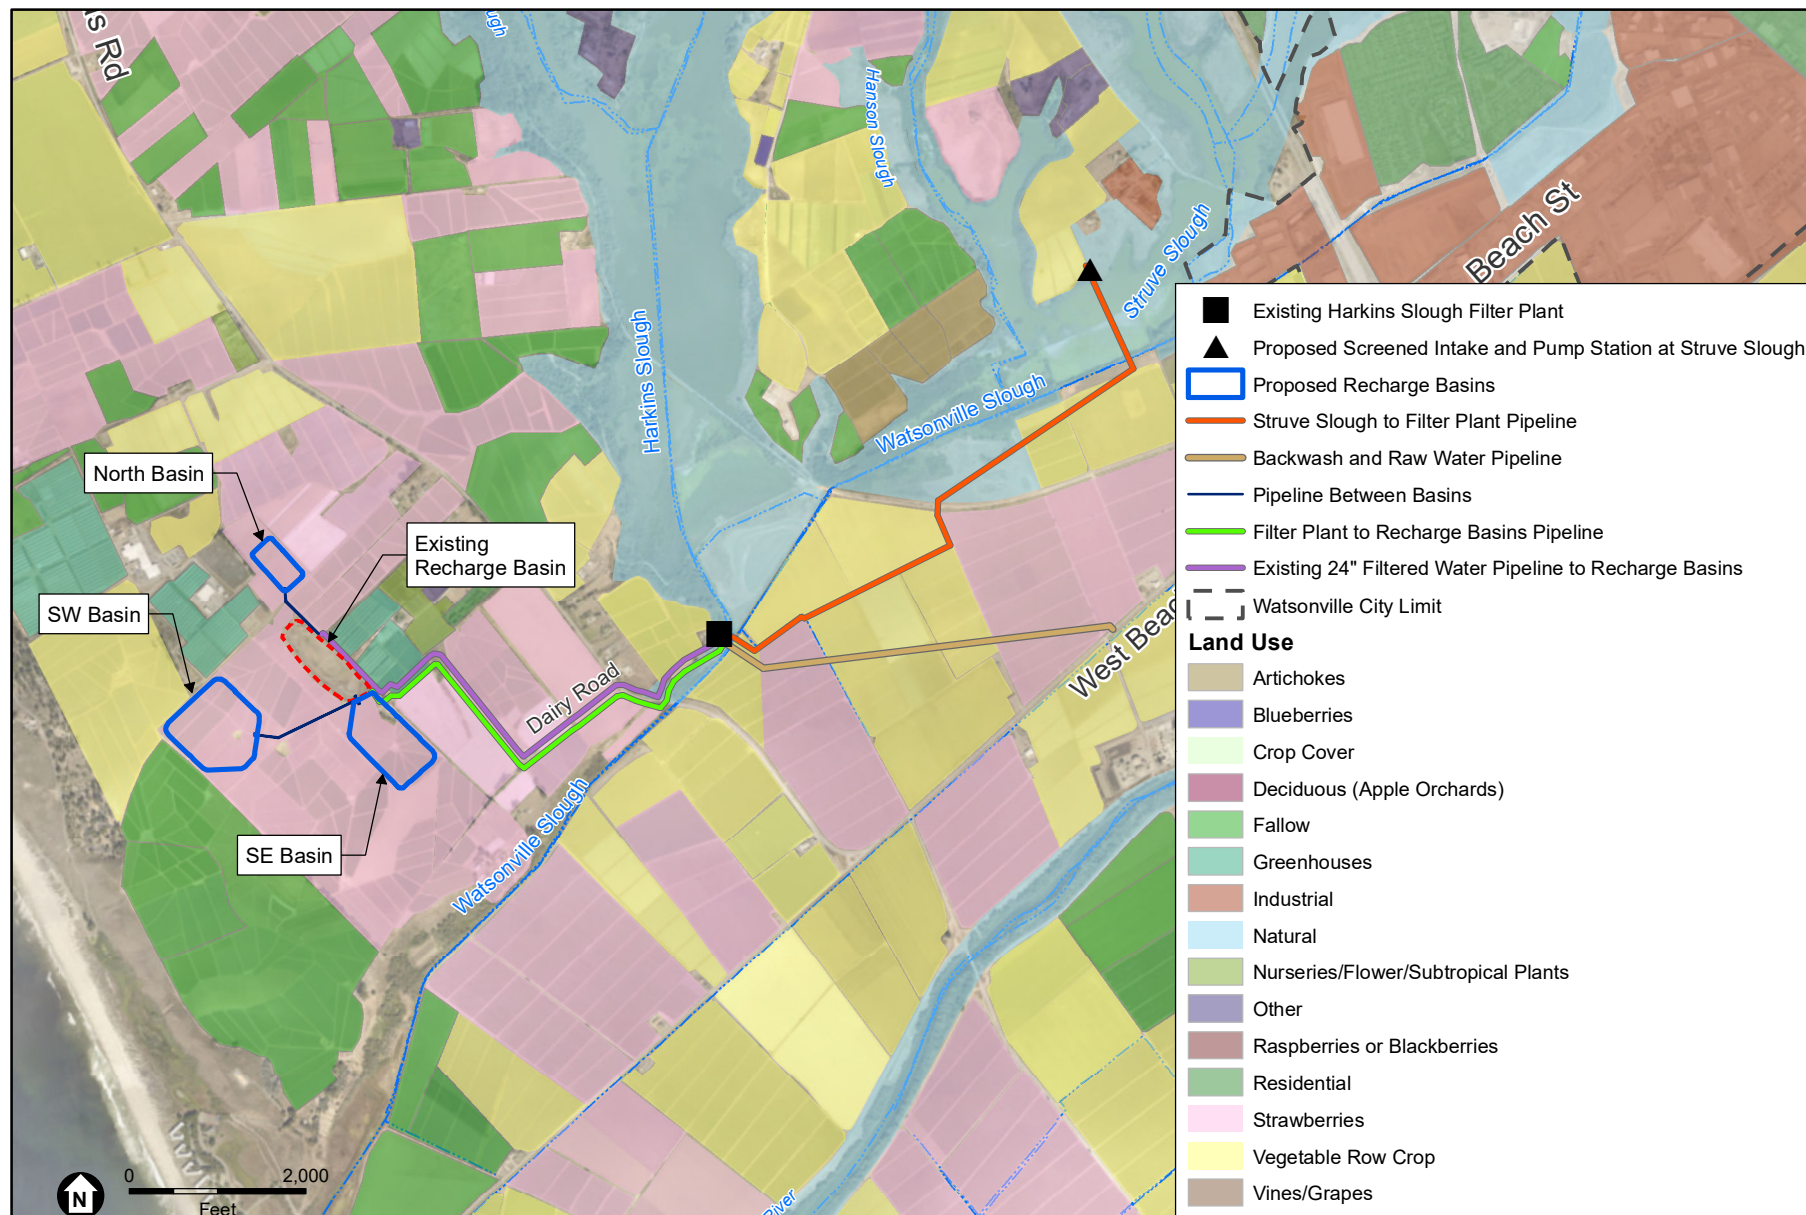 Hanson Slough
Struve Slough
Beach St
Harkins Slough
Watsonville Slough
North Basin
Existing
Recharge Basin
SW Basin
Dairy Road
West Beac
SE Basin
Watsonville Slough
River
N
0 2,000
Feet
Existing Harkins Slough Filter Plant
Proposed Screened Intake and Pump Station at Struve Slough
Proposed Recharge Basins
Struve Slough to Filter Plant Pipeline
Backwash and Raw Water Pipeline
Pipeline Between Basins
Filter Plant to Recharge Basins Pipeline
Existing 24" Filtered Water Pipeline to Recharge Basins
Watsonville City Limit
Land Use
Artichokes
Blueberries
Crop Cover
Deciduous (Apple Orchards)
Fallow
Greenhouses
Industrial
Natural
Nurseries/Flower/Subtropical Plants
Other
Raspberries or Blackberries
Residential
Strawberries
Vegetable Row Crop
Vines/Grapes